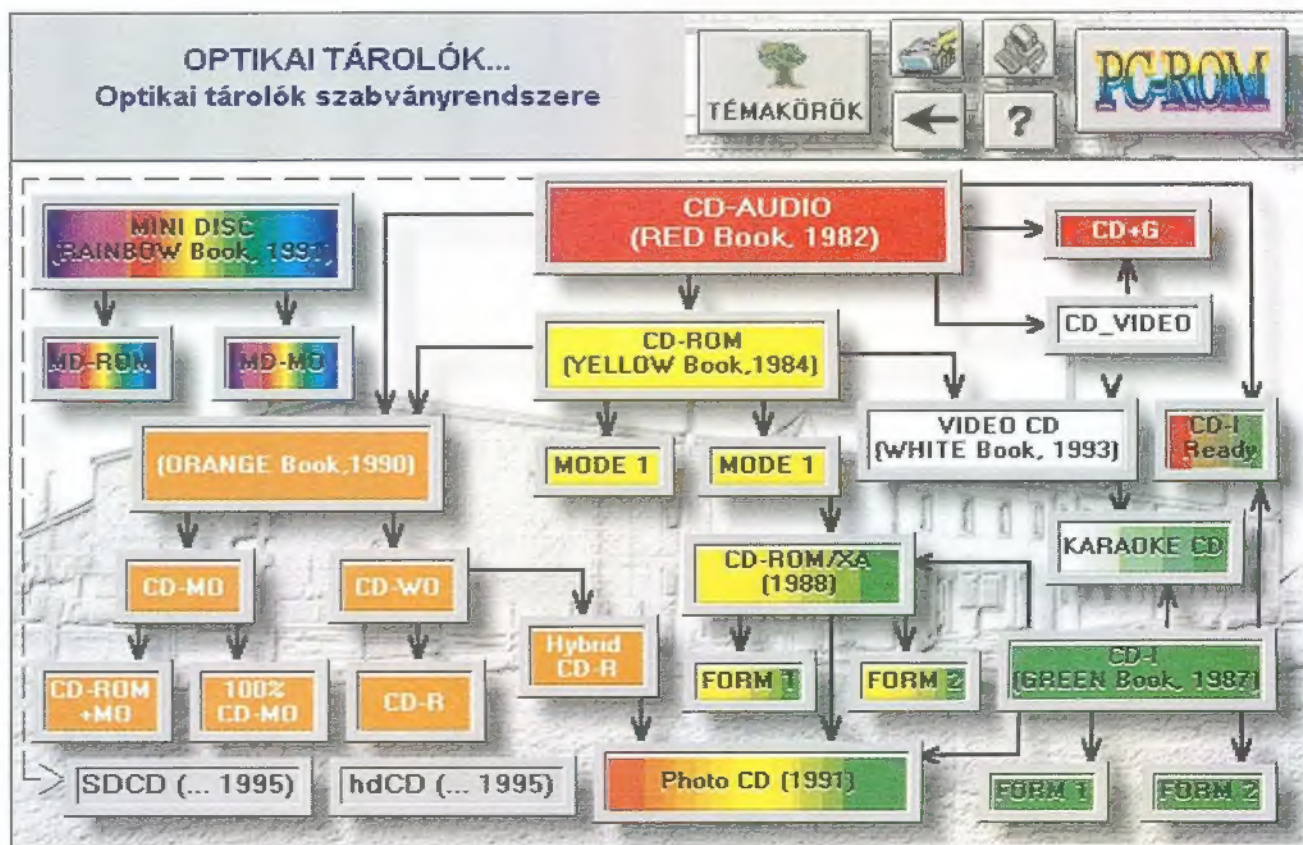 OPTIKAI TÁROLÓK...
Optikai tárolók szabványrendszere
TÉMAKÖRÖK
?
PC-ROM
MINI DISC
(RAINBOW Book, 1991)
MD-ROM
MD-MO
CD-AUDIO
(RED Book, 1982)
CD+G
CD_VIDEO
CD-ROM
(YELLOW Book,1984)
(ORANGE Book,1990)
MODE 1
MODE 1
VIDEO CD
(WHITE Book, 1993)
CD-I
Ready
KARAOKE CD
CD-MO
CD-WO
CD-ROM/XA
(1988)
Hybrid
CD-R
CD-ROM
+MO
100%
CD-MO
CD-R
FORM 1
FORM 2
CD-I
(GREEN Book, 1987)
SDCD (... 1995)
hdCD (... 1995)
Photo CD (1991)
FORM 1
FORM 2